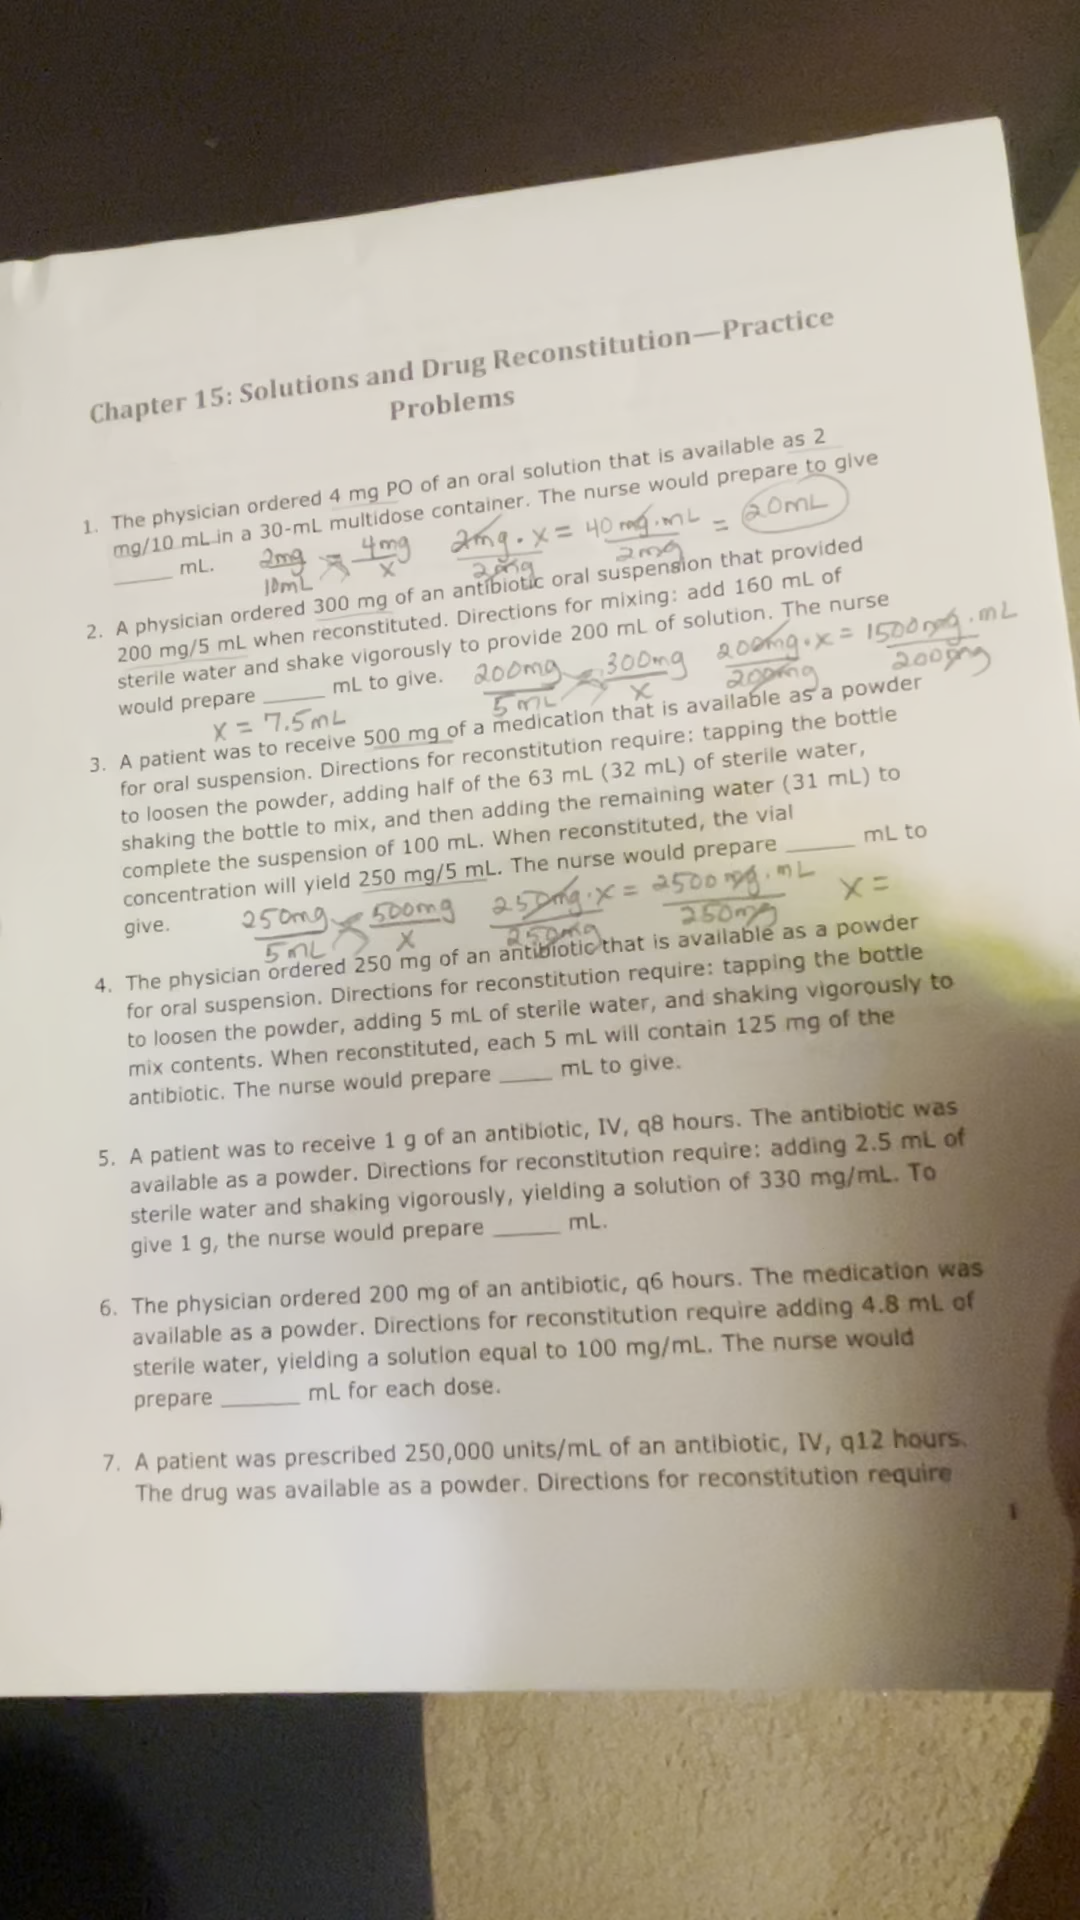 Chapter 15: Solutions and Drug Reconstitution—Practice
Problems
1. The physician ordered 4 mg PO of an oral solution that is available as 2
mg/10 mL in a 30-mL multidose container. The nurse would prepare to give
_____ mL.
2mg/10mL = 4mg/x 2mg·x/2mg = 40mg·mL/2mg = 20mL
2. A physician ordered 300 mg of an antibiotic oral suspension that provided
200 mg/5 mL when reconstituted. Directions for mixing: add 160 mL of
sterile water and shake vigorously to provide 200 mL of solution. The nurse
would prepare _____ mL to give.
200mg/5mL = 300mg/x 200mg·x/200mg = 1500mg·mL/200mg
x = 7.5mL
3. A patient was to receive 500 mg of a medication that is available as a powder
for oral suspension. Directions for reconstitution require: tapping the bottle
to loosen the powder, adding half of the 63 mL (32 mL) of sterile water,
shaking the bottle to mix, and then adding the remaining water (31 mL) to
complete the suspension of 100 mL. When reconstituted, the vial
concentration will yield 250 mg/5 mL. The nurse would prepare _____ mL to
give.
250mg/5mL = 500mg/x 250mg·x/250mg = 2500mg·mL/250mg x =
4. The physician ordered 250 mg of an antibiotic that is available as a powder
for oral suspension. Directions for reconstitution require: tapping the bottle
to loosen the powder, adding 5 mL of sterile water, and shaking vigorously to
mix contents. When reconstituted, each 5 mL will contain 125 mg of the
antibiotic. The nurse would prepare ____ mL to give.
5. A patient was to receive 1 g of an antibiotic, IV, q8 hours. The antibiotic was
available as a powder. Directions for reconstitution require: adding 2.5 mL of
sterile water and shaking vigorously, yielding a solution of 330 mg/mL. To
give 1 g, the nurse would prepare _____ mL.
6. The physician ordered 200 mg of an antibiotic, q6 hours. The medication was
available as a powder. Directions for reconstitution require adding 4.8 mL of
sterile water, yielding a solution equal to 100 mg/mL. The nurse would
prepare ______ mL for each dose.
7. A patient was prescribed 250,000 units/mL of an antibiotic, IV, q12 hours.
The drug was available as a powder. Directions for reconstitution require
1